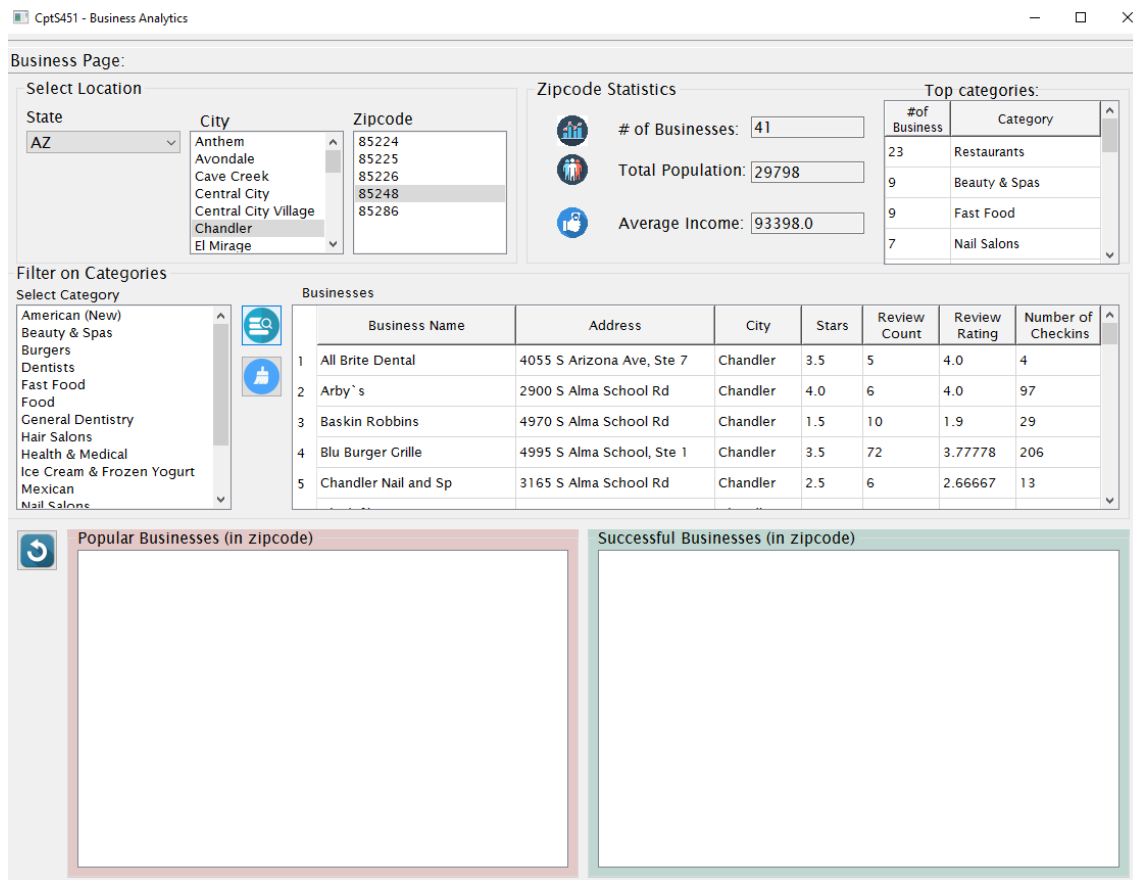 CptS451 - Business Analytics
Business Page:
Select Location
State
City
Zipcode
AZ
Anthem
Avondale
Cave Creek
Central City
Central City Village
Chandler
El Mirage
85224
85225
85226
85248
85286
Zipcode Statistics
# of Businesses: 41
Total Population: 29798
Average Income: 93398.0
Top categories:
#of Business Category
23 Restaurants
9 Beauty & Spas
9 Fast Food
7 Nail Salons
Filter on Categories
Select Category
American (New)
Beauty & Spas
Burgers
Dentists
Fast Food
Food
General Dentistry
Hair Salons
Health & Medical
Ice Cream & Frozen Yogurt
Mexican
Nail Salons
Businesses
Business Name Address City Stars Review Count Review Rating Number of Checkins
1 All Brite Dental 4055 S Arizona Ave, Ste 7 Chandler 3.5 5 4.0 4
2 Arby`s 2900 S Alma School Rd Chandler 4.0 6 4.0 97
3 Baskin Robbins 4970 S Alma School Rd Chandler 1.5 10 1.9 29
4 Blu Burger Grille 4995 S Alma School, Ste 1 Chandler 3.5 72 3.77778 206
5 Chandler Nail and Sp 3165 S Alma School Rd Chandler 2.5 6 2.66667 13
Popular Businesses (in zipcode)
Successful Businesses (in zipcode)